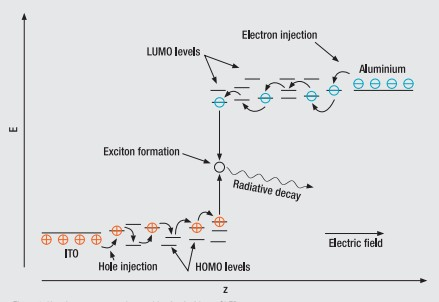 Electron injection
LUMO levels
Aluminium
E
Exciton formation
Radiative decay
Electric field
ITO
Hole injection
HOMO levels
z